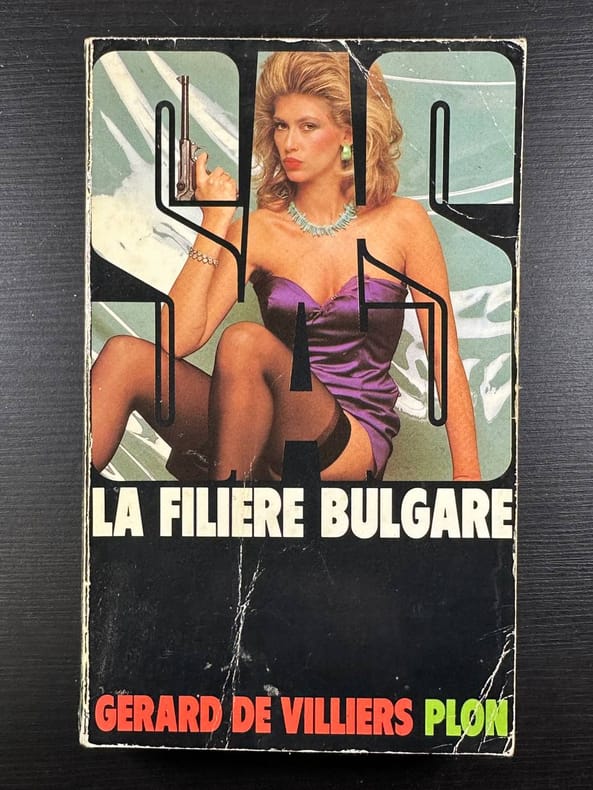 SAS
LA FILIERE BULGARE
GERARD DE VILLIERS PLON